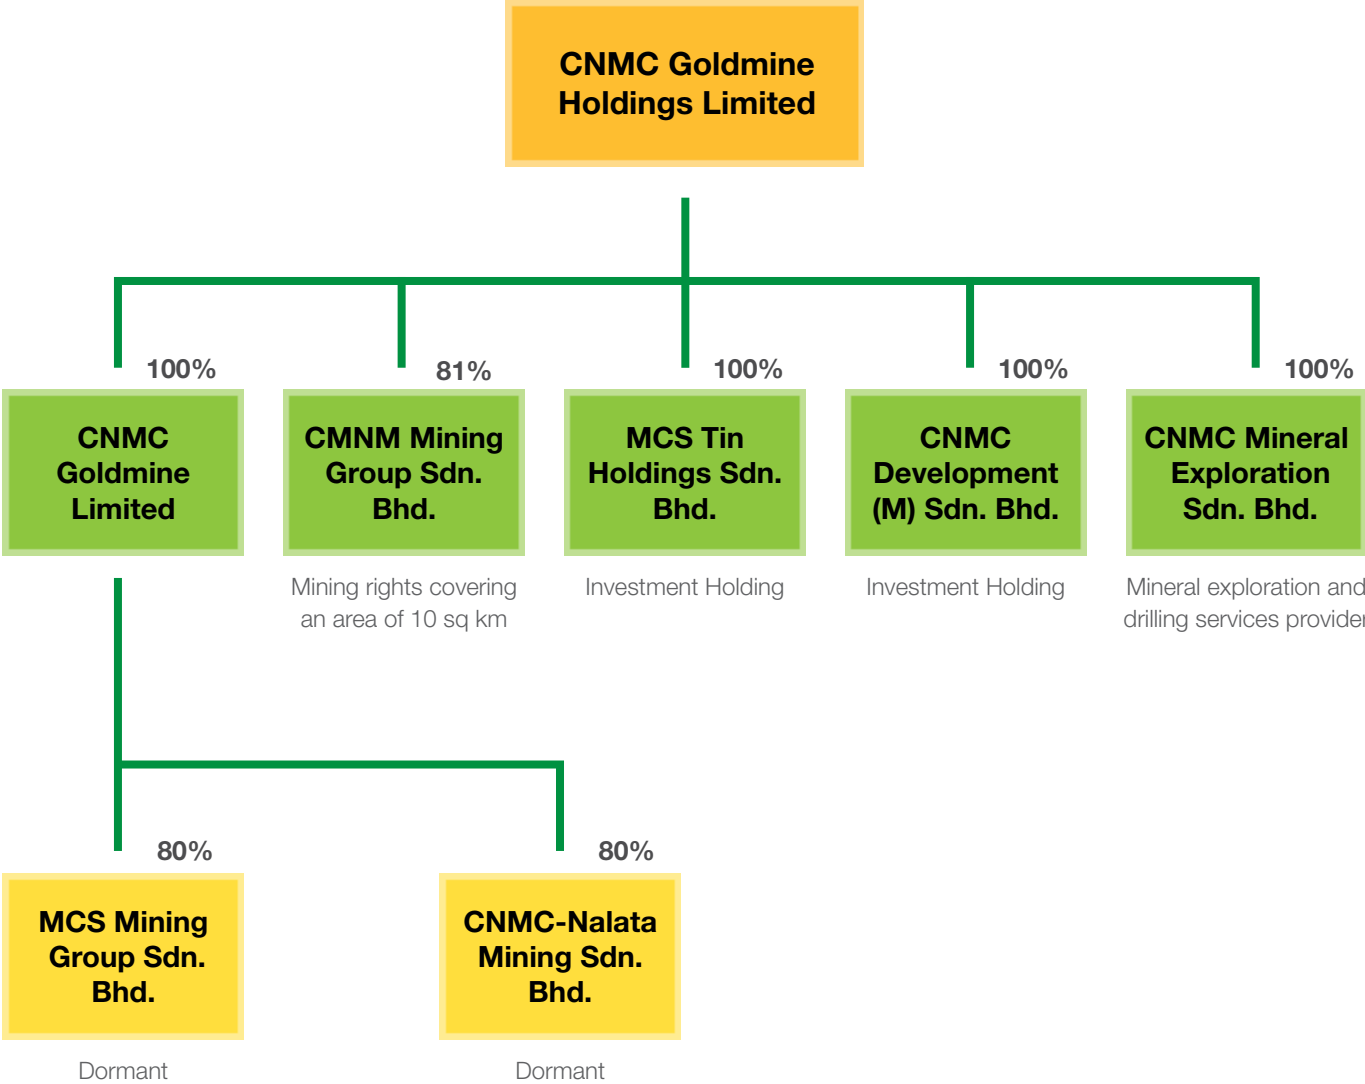 CNMC Goldmine
Holdings Limited
100%
81%
100%
100%
100%
CNMC
Goldmine
Limited
CMNM Mining
Group Sdn.
Bhd.
MCS Tin
Holdings Sdn.
Bhd.
CNMC
Development
(M) Sdn. Bhd.
CNMC Mineral
Exploration
Sdn. Bhd.
Mining rights covering
an area of 10 sq km
Investment Holding
Investment Holding
Mineral exploration and
drilling services provider
80%
80%
MCS Mining
Group Sdn.
Bhd.
CNMC-Nalata
Mining Sdn.
Bhd.
Dormant
Dormant